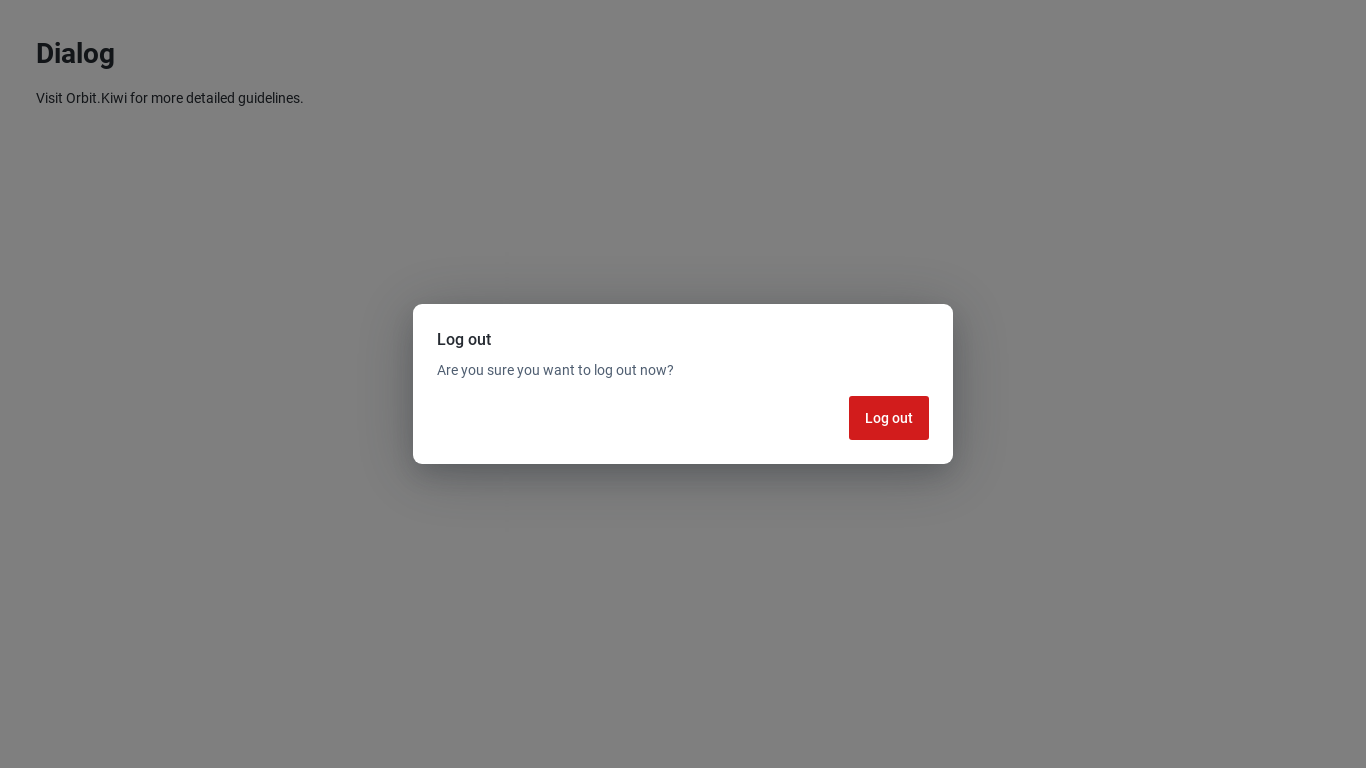 Dialog
Visit Orbit.Kiwi for more detailed guidelines.
Log out
Are you sure you want to log out now?
Log out